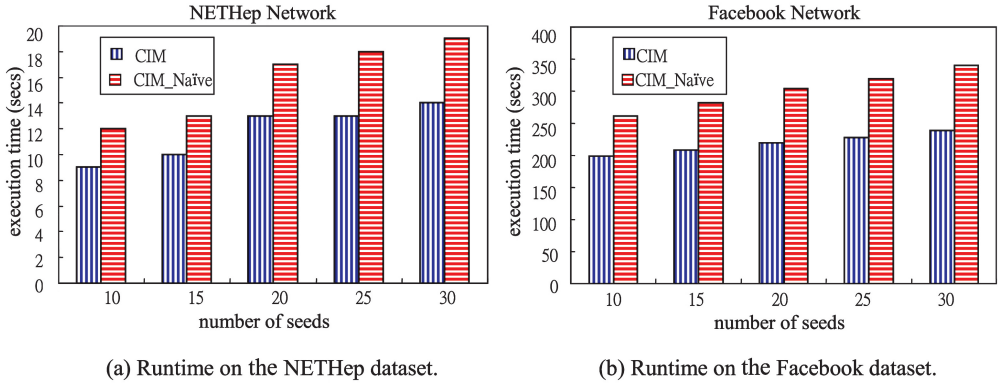 NETHep Network
20
18
16
14
12
10
8
6
4
2
0
execution time (secs)
CIM
CIM_Naïve
10 15 20 25 30
number of seeds
(a) Runtime on the NETHep dataset.
Facebook Network
400
350
300
250
200
150
100
50
0
execution time (secs)
CIM
CIM_Naïve
10 15 20 25 30
number of seeds
(b) Runtime on the Facebook dataset.